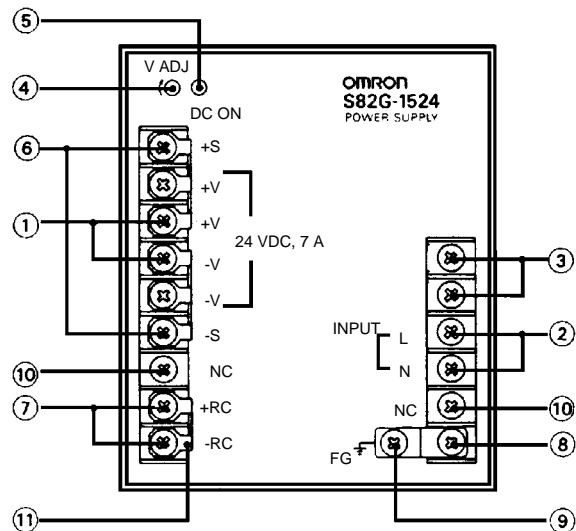 5
V ADJ
4
DC ON
OMRON
S82G-1524
POWER SUPPLY
6
+S
+V
1
+V
24 VDC, 7 A
-V
3
-V
-S
INPUT
L
2
10
NC
N
7
+RC
NC
10
-RC
FG
8
11
9